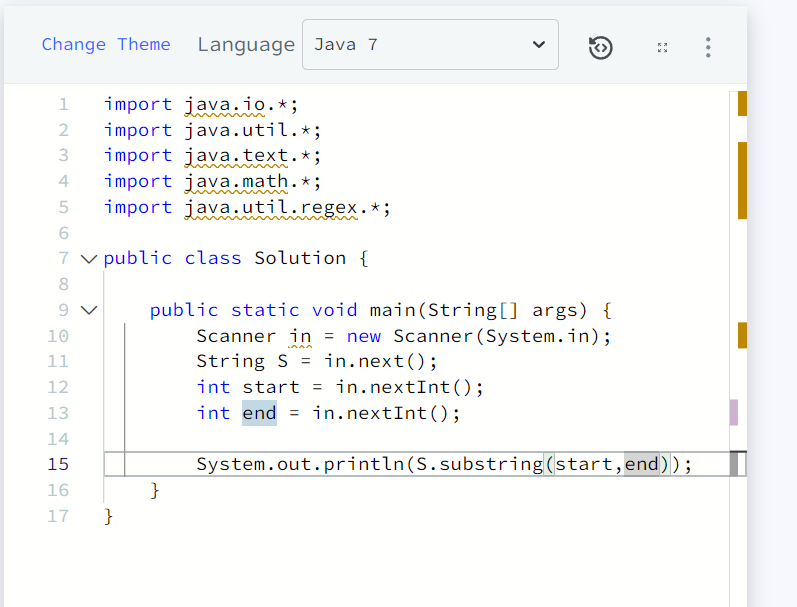 Change Theme Language Java 7
1 import java.io.*;
2 import java.util.*;
3 import java.text.*;
4 import java.math.*;
5 import java.util.regex.*;
6
7 public class Solution {
8
9     public static void main(String[] args) {
10         Scanner in = new Scanner(System.in);
11         String S = in.next();
12         int start = in.nextInt();
13         int end = in.nextInt();
14
15         System.out.println(S.substring(start,end));
16     }
17 }